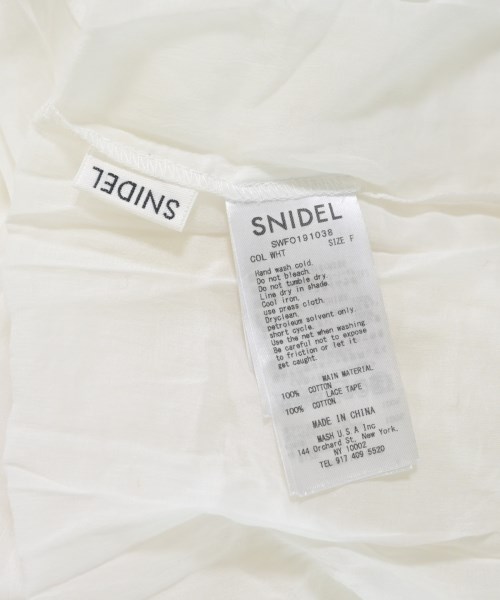 SNIDEL
SNIDEL
SWFO191038
COL.WHT SIZE F
Hand wash cold.
Do not bleach.
Do not tumble dry.
Line dry in shade.
Cool iron.
use press cloth.
Dryclean.
petroleum solvent only.
short cycle.
Use the net when washing
Be careful not to expose
to friction or let it
get caught.
MAIN MATERIAL
100% COTTON
LACE TAPE
100% COTTON
MADE IN CHINA
MASH U.S.A Inc
144 Orchard St. New York,
NY 10002
TEL 917 409 5520